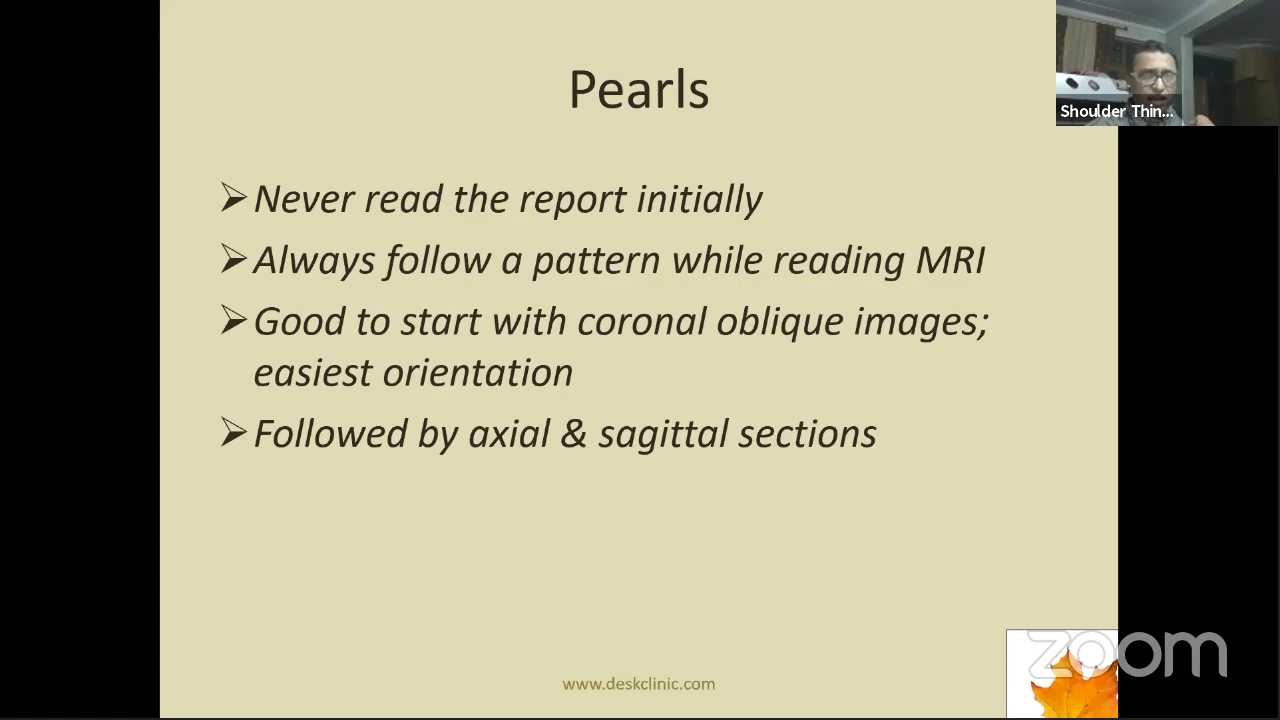 Pearls
Shoulder Thin...
➢ Never read the report initially
➢ Always follow a pattern while reading MRI
➢ Good to start with coronal oblique images;
easiest orientation
➢ Followed by axial & sagittal sections
zoom
www.deskclinic.com